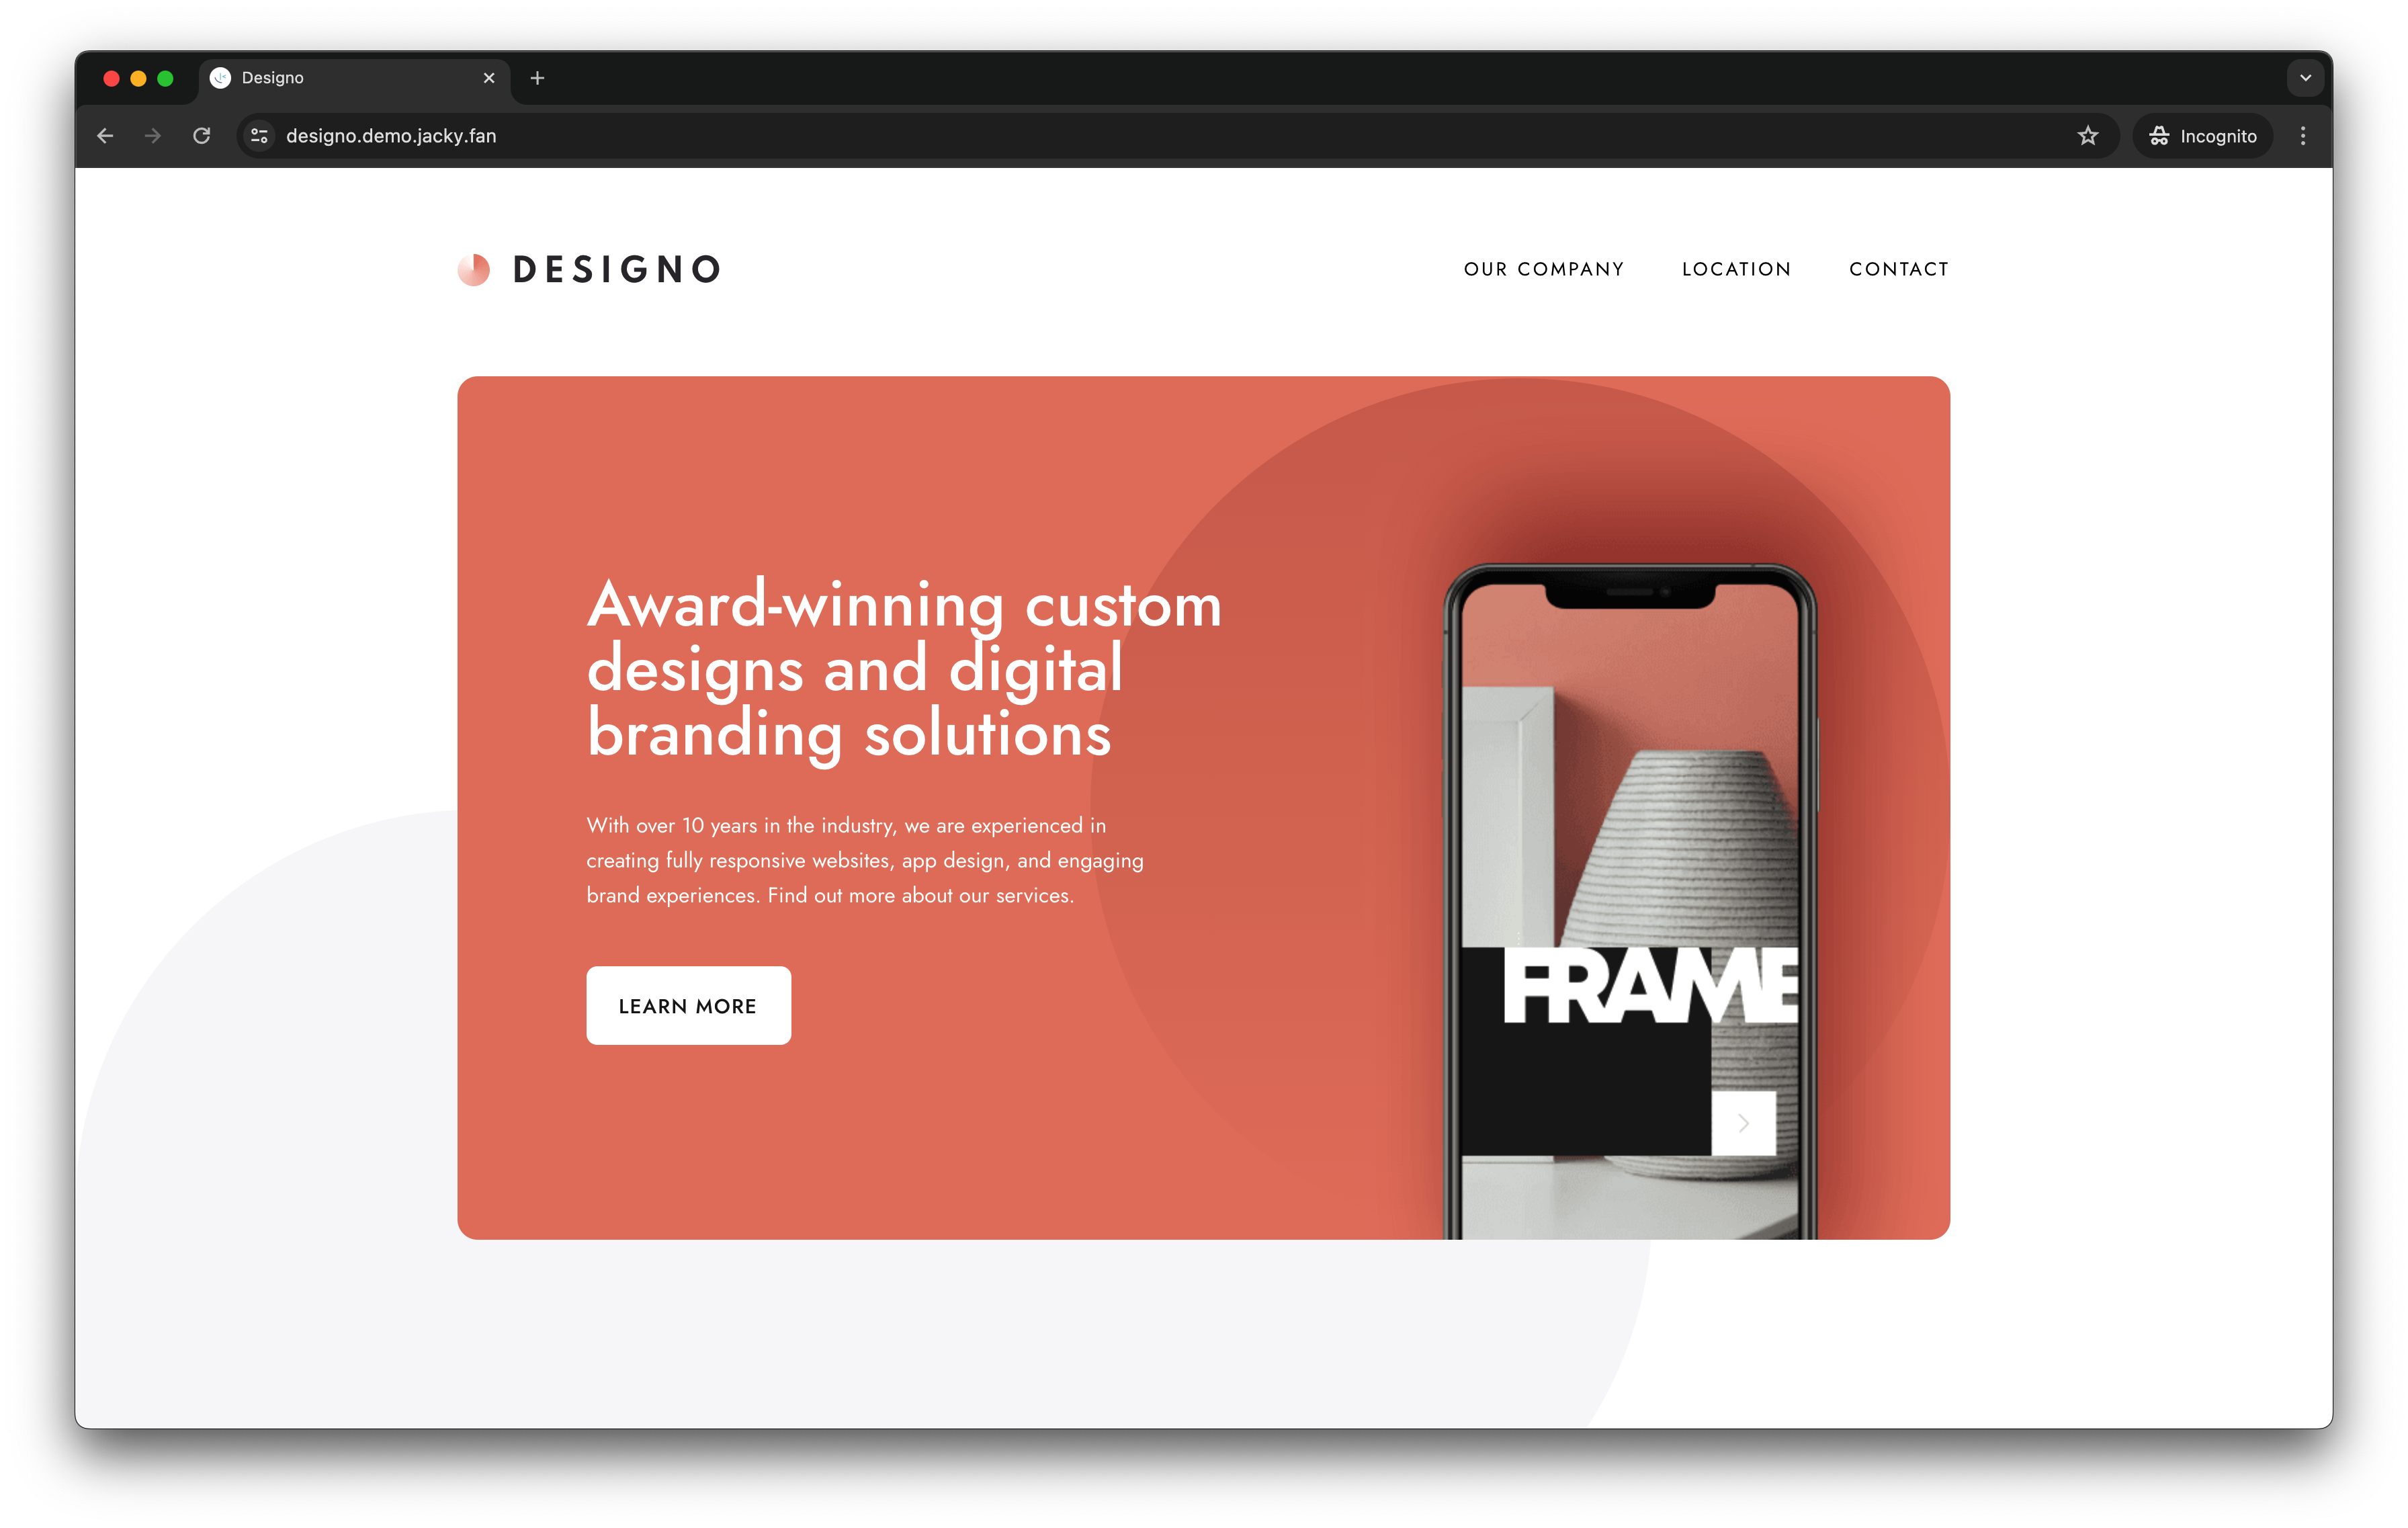 Designo
designo.demo.jacky.fan
Incognito
DESIGNO
OUR COMPANY
LOCATION
CONTACT
Award-winning custom
designs and digital
branding solutions
With over 10 years in the industry, we are experienced in
creating fully responsive websites, app design, and engaging
brand experiences. Find out more about our services.
LEARN MORE
FRAME